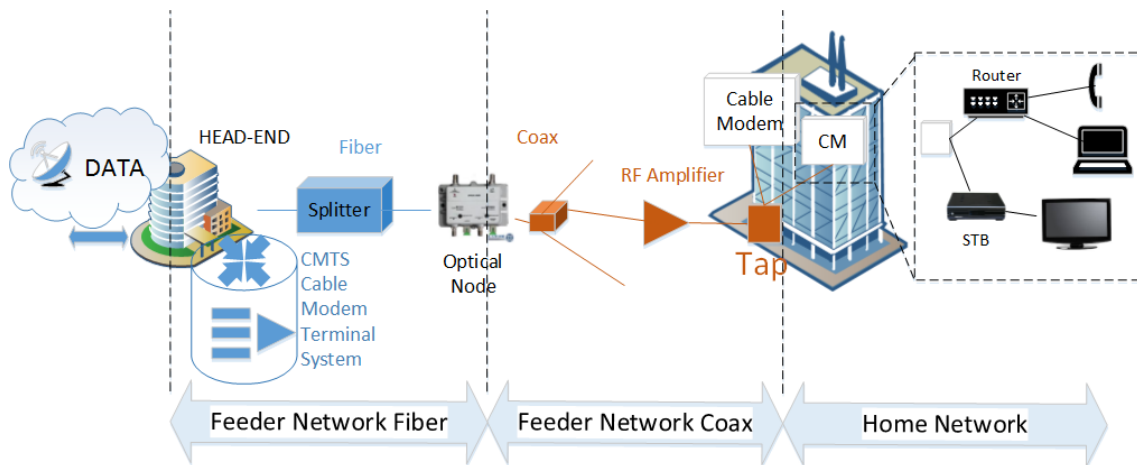 DATA
HEAD-END
Fiber
Splitter
CMTS
Cable
Modem
Terminal
System
Optical
Node
Coax
RF Amplifier
Tap
Cable
Modem
CM
Router
STB
Feeder Network Fiber
Feeder Network Coax
Home Network